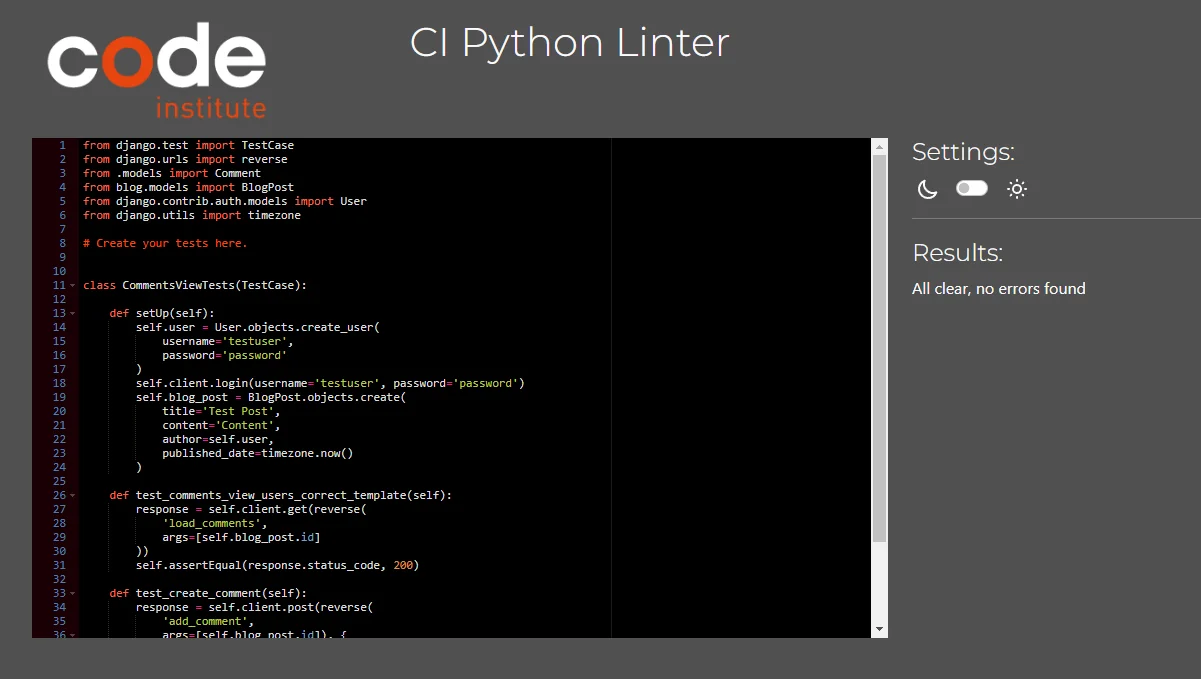 code
institute
CI Python Linter
1 from django.test import TestCase
2 from django.urls import reverse
3 from .models import Comment
4 from blog.models import BlogPost
5 from django.contrib.auth.models import User
6 from django.utils import timezone
7
8 # Create your tests here.
9
10
11 class CommentsViewTests(TestCase):
12
13     def setUp(self):
14         self.user = User.objects.create_user(
15             username='testuser',
16             password='password'
17         )
18         self.client.login(username='testuser', password='password')
19         self.blog_post = BlogPost.objects.create(
20             title='Test Post',
21             content='Content',
22             author=self.user,
23             published_date=timezone.now()
24         )
25
26     def test_comments_view_users_correct_template(self):
27         response = self.client.get(reverse(
28             'load_comments',
29             args=[self.blog_post.id]
30         ))
31         self.assertEqual(response.status_code, 200)
32
33     def test_create_comment(self):
34         response = self.client.post(reverse(
35             'add_comment',
36             args=[self.blog_post.id]), {
Settings:
Results:
All clear, no errors found